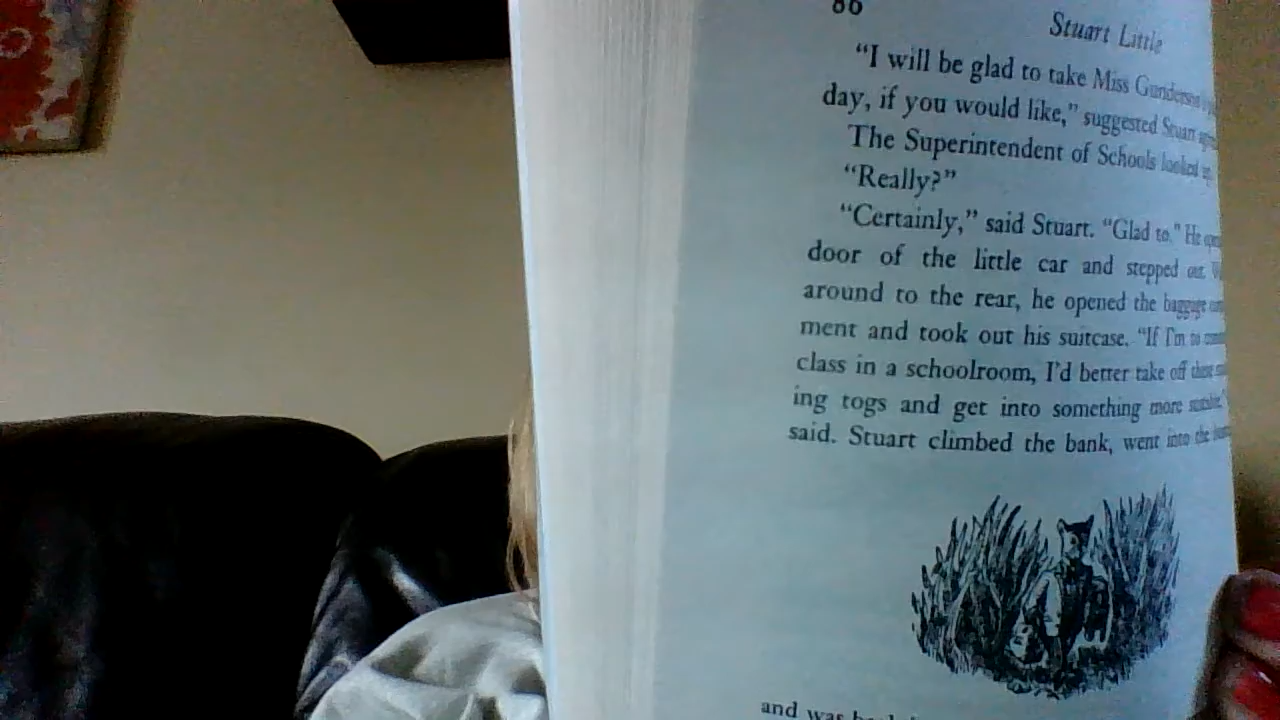 86
Stuart Little
“I will be glad to take Miss Gunderson's
day, if you would like,” suggested Stuart
The Superintendent of Schools looked up.
“Really?”
“Certainly,” said Stuart. “Glad to.” He
door of the little car and stepped out.
around to the rear, he opened the baggage
ment and took out his suitcase. “If I'm to
class in a schoolroom, I'd better take off these
ing togs and get into something more
said. Stuart climbed the bank, went into the
and was